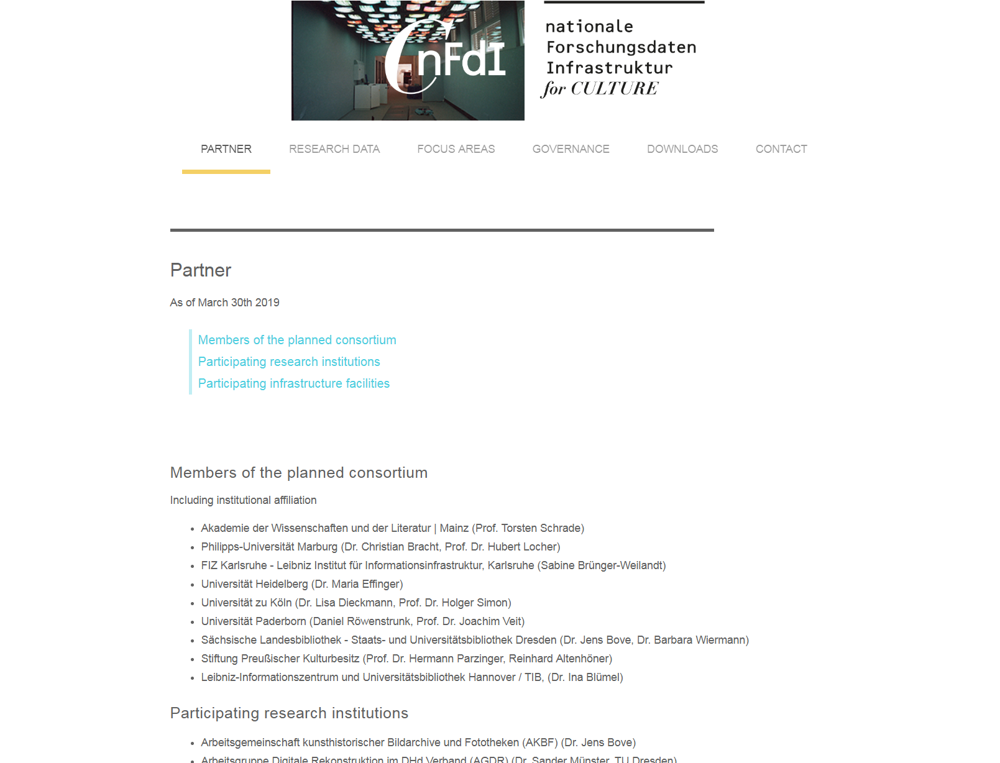 CnFdI
nationale
Forschungsdaten
Infrastruktur
for CULTURE
PARTNER RESEARCH DATA FOCUS AREAS GOVERNANCE DOWNLOADS CONTACT
Partner
As of March 30th 2019
Members of the planned consortium
Participating research institutions
Participating infrastructure facilities
Members of the planned consortium
Including institutional affiliation
• Akademie der Wissenschaften und der Literatur | Mainz (Prof. Torsten Schrade)
• Philipps-Universität Marburg (Dr. Christian Bracht, Prof. Dr. Hubert Locher)
• FIZ Karlsruhe - Leibniz Institut für Informationsinfrastruktur, Karlsruhe (Sabine Brünger-Weilandt)
• Universität Heidelberg (Dr. Maria Effinger)
• Universität zu Köln (Dr. Lisa Dieckmann, Prof. Dr. Holger Simon)
• Universität Paderborn (Daniel Röwenstrunk, Prof. Dr. Joachim Veit)
• Sächsische Landesbibliothek - Staats- und Universitätsbibliothek Dresden (Dr. Jens Bove, Dr. Barbara Wiermann)
• Stiftung Preußischer Kulturbesitz (Prof. Dr. Hermann Parzinger, Reinhard Altenhöner)
• Leibniz-Informationszentrum und Universitätsbibliothek Hannover / TIB, (Dr. Ina Blümel)
Participating research institutions
• Arbeitsgemeinschaft kunsthistorischer Bildarchive und Fototheken (AKBF) (Dr. Jens Bove)
• Arbeitsgruppe Digitale Rekonstruktion im DHd Verband (AGDR) (Dr. Sander Münster, TU Dresden)